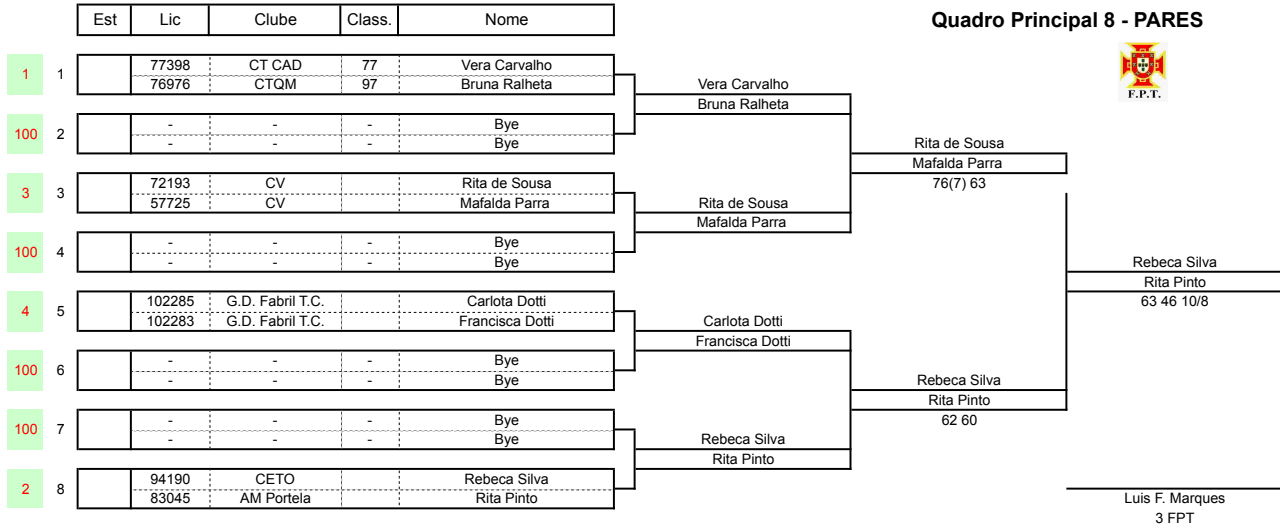 Est Lic Clube Class. Nome
Quadro Principal 8 - PARES
F.P.T.
1 1 77398 CT CAD 77 Vera Carvalho
76976 CTQM 97 Bruna Ralheta
Vera Carvalho
Bruna Ralheta
100 2 - - - Bye
- - - Bye
Rita de Sousa
Mafalda Parra
76(7) 63
3 3 72193 CV Rita de Sousa
57725 CV Mafalda Parra
Rita de Sousa
Mafalda Parra
100 4 - - - Bye
- - - Bye
Rebeca Silva
Rita Pinto
63 46 10/8
4 5 102285 G.D. Fabril T.C. Carlota Dotti
102283 G.D. Fabril T.C. Francisca Dotti
Carlota Dotti
Francisca Dotti
100 6 - - - Bye
- - - Bye
Rebeca Silva
Rita Pinto
62 60
100 7 - - - Bye
- - - Bye
Rebeca Silva
Rita Pinto
2 8 94190 CETO Rebeca Silva
83045 AM Portela Rita Pinto
Luis F. Marques
3 FPT